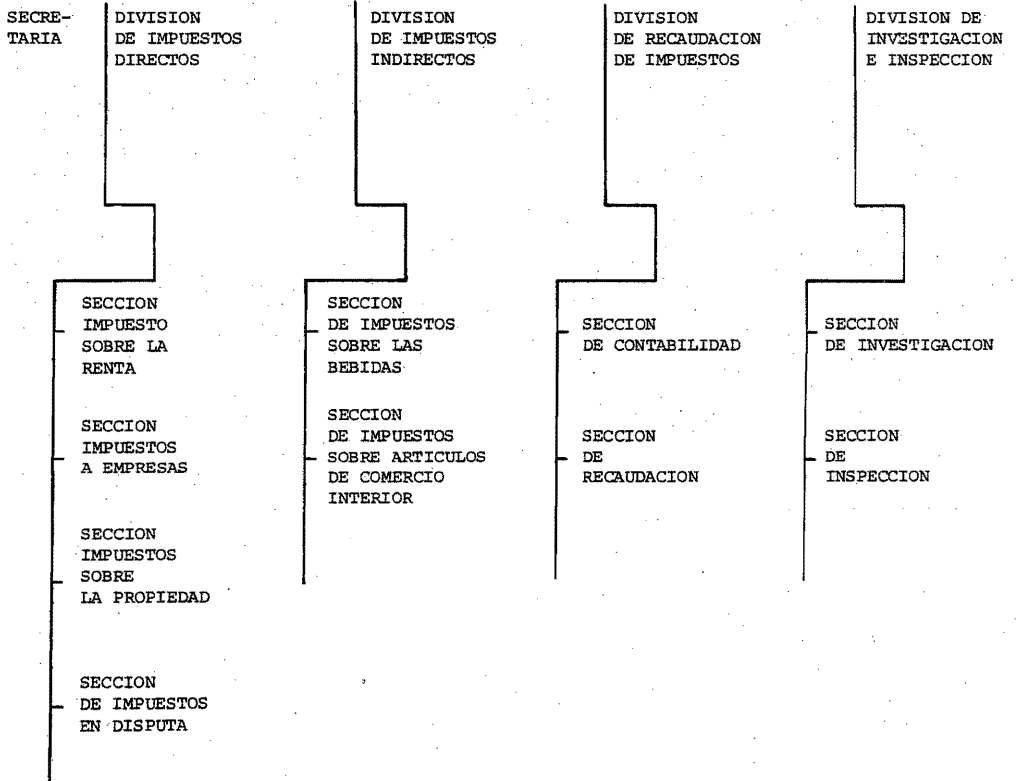 SECRE-
TARIA
DIVISION
DE IMPUESTOS
DIRECTOS
DIVISION
DE IMPUESTOS
INDIRECTOS
DIVISION
DE RECAUDACION
DE IMPUESTOS
DIVISION DE
INVESTIGACION
E INSPECCION
SECCION
IMPUESTO
SOBRE LA
RENTA
SECCION
IMPUESTOS
A EMPRESAS
SECCION
IMPUESTOS
SOBRE
LA PROPIEDAD
SECCION
DE IMPUESTOS
EN DISPUTA
SECCION
DE IMPUESTOS
SOBRE LAS
BEBIDAS
SECCION
DE IMPUESTOS
SOBRE ARTICULOS
DE COMERCIO
INTERIOR
SECCION
DE CONTABILIDAD
SECCION
DE
RECAUDACION
SECCION
DE INVESTIGACION
SECCION
DE
INSPECCION